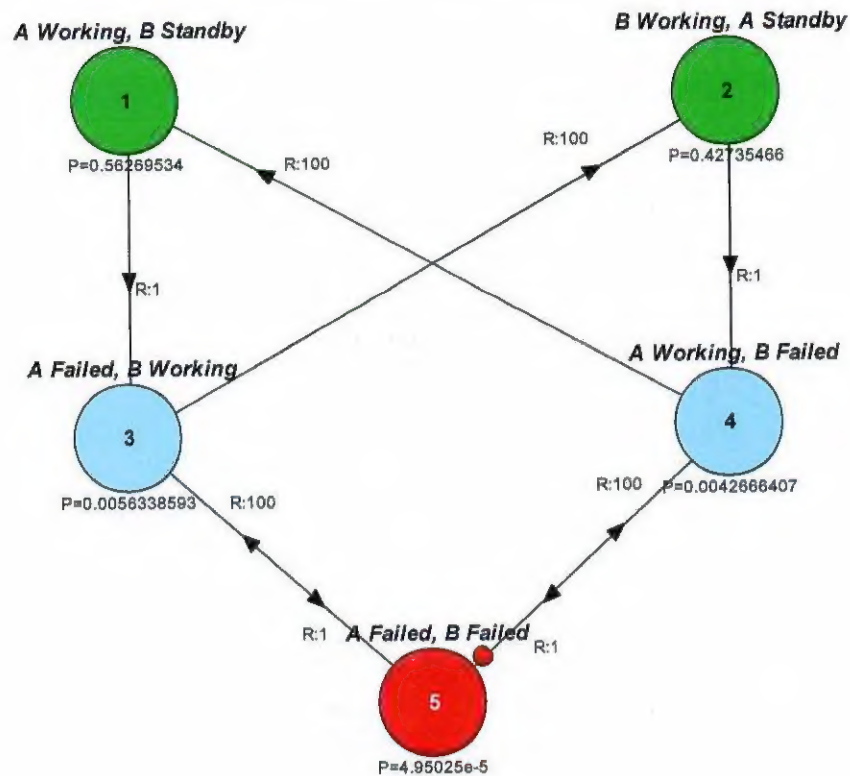 A Working, B Standby
B Working, A Standby
1
2
P=0.56269534
R:100
R:100
P=0.42735466
R:1
R:1
A Failed, B Working
A Working, B Failed
3
4
P=0.0056338593
R:100
R:100
P=0.0042666407
R:1
A Failed, B Failed
R:1
5
P=4.95025e-5